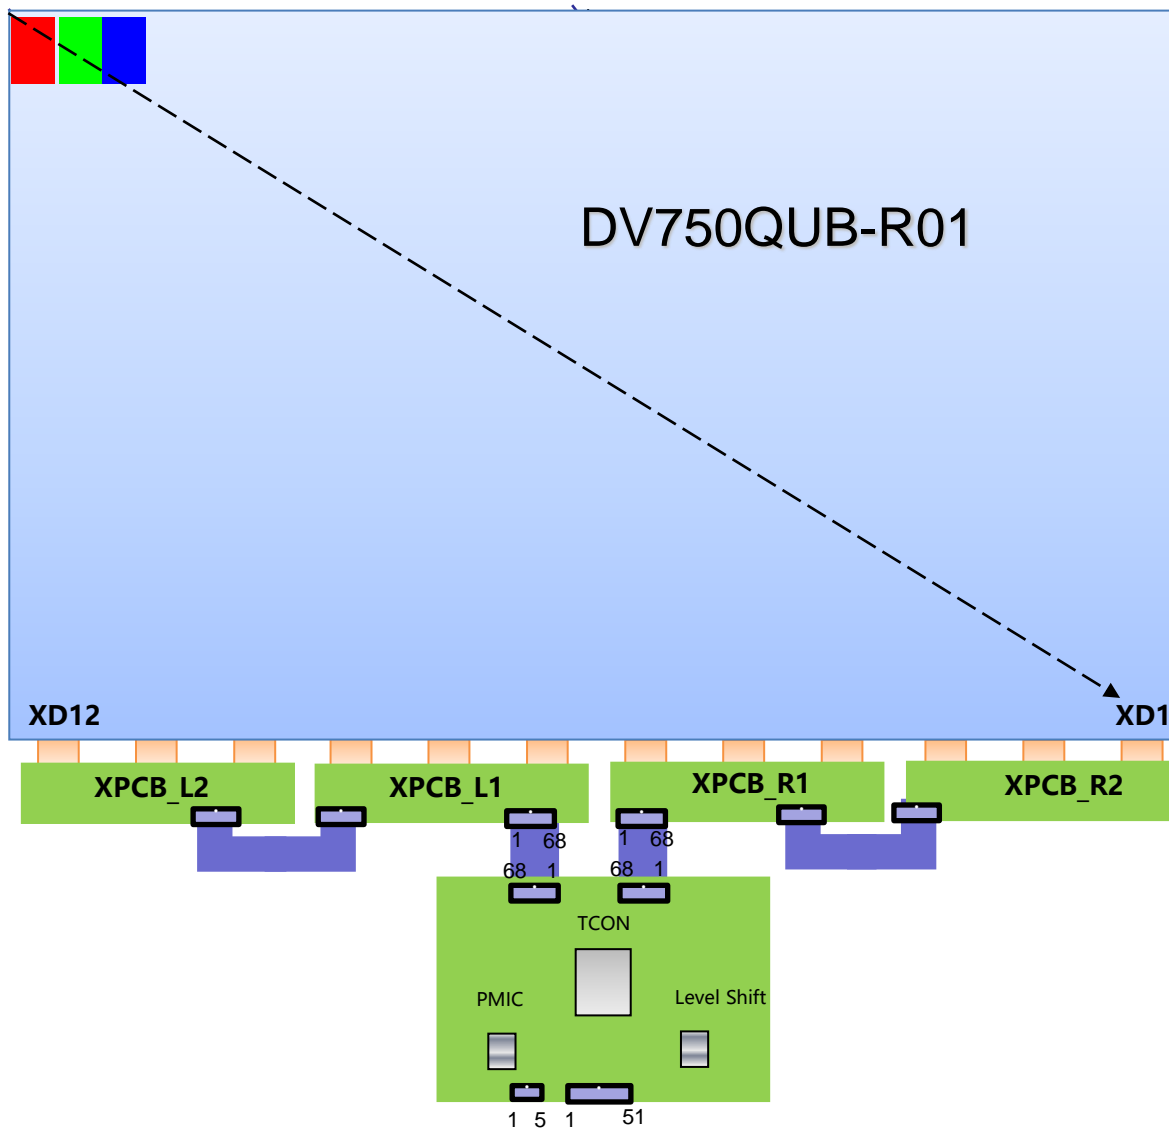 DV750QUB-R01
XD12
XD1
XPCB_L2
XPCB_L1
XPCB_R1
XPCB_R2
1 68
1 68
68 1
68 1
TCON
PMIC
Level Shift
1 5 1 51